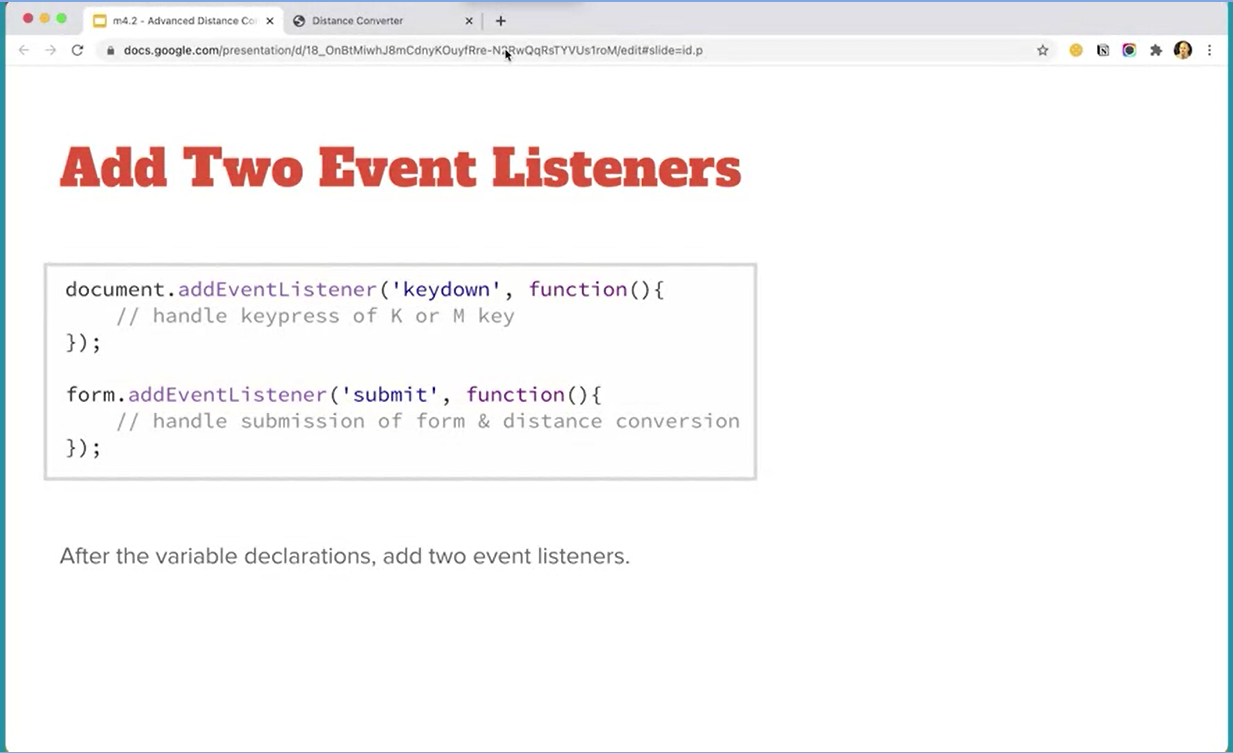 m4.2 - Advanced Distance Co
Distance Converter
docs.google.com/presentation/d/18_OnBtMiwhJ8mCdnyKOuyfRre-N2RwQqRsTYVUs1roM/edit#slide=id.p
Add Two Event Listeners
document.addEventListener('keydown', function(){
// handle keypress of K or M key
});
form.addEventListener('submit', function(){
// handle submission of form & distance conversion
});
After the variable declarations, add two event listeners.